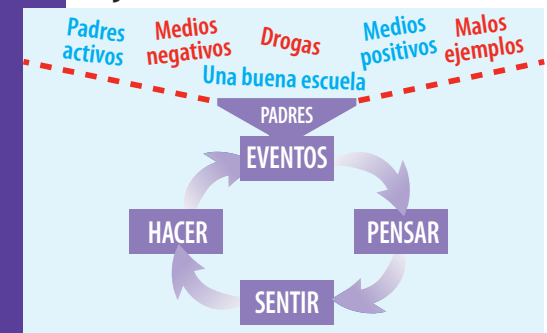 Padres
activos
Medios
negativos
Drogas
Medios
positivos
Malos
ejemplos
Una buena escuela
PADRES
EVENTOS
HACER
PENSAR
SENTIR